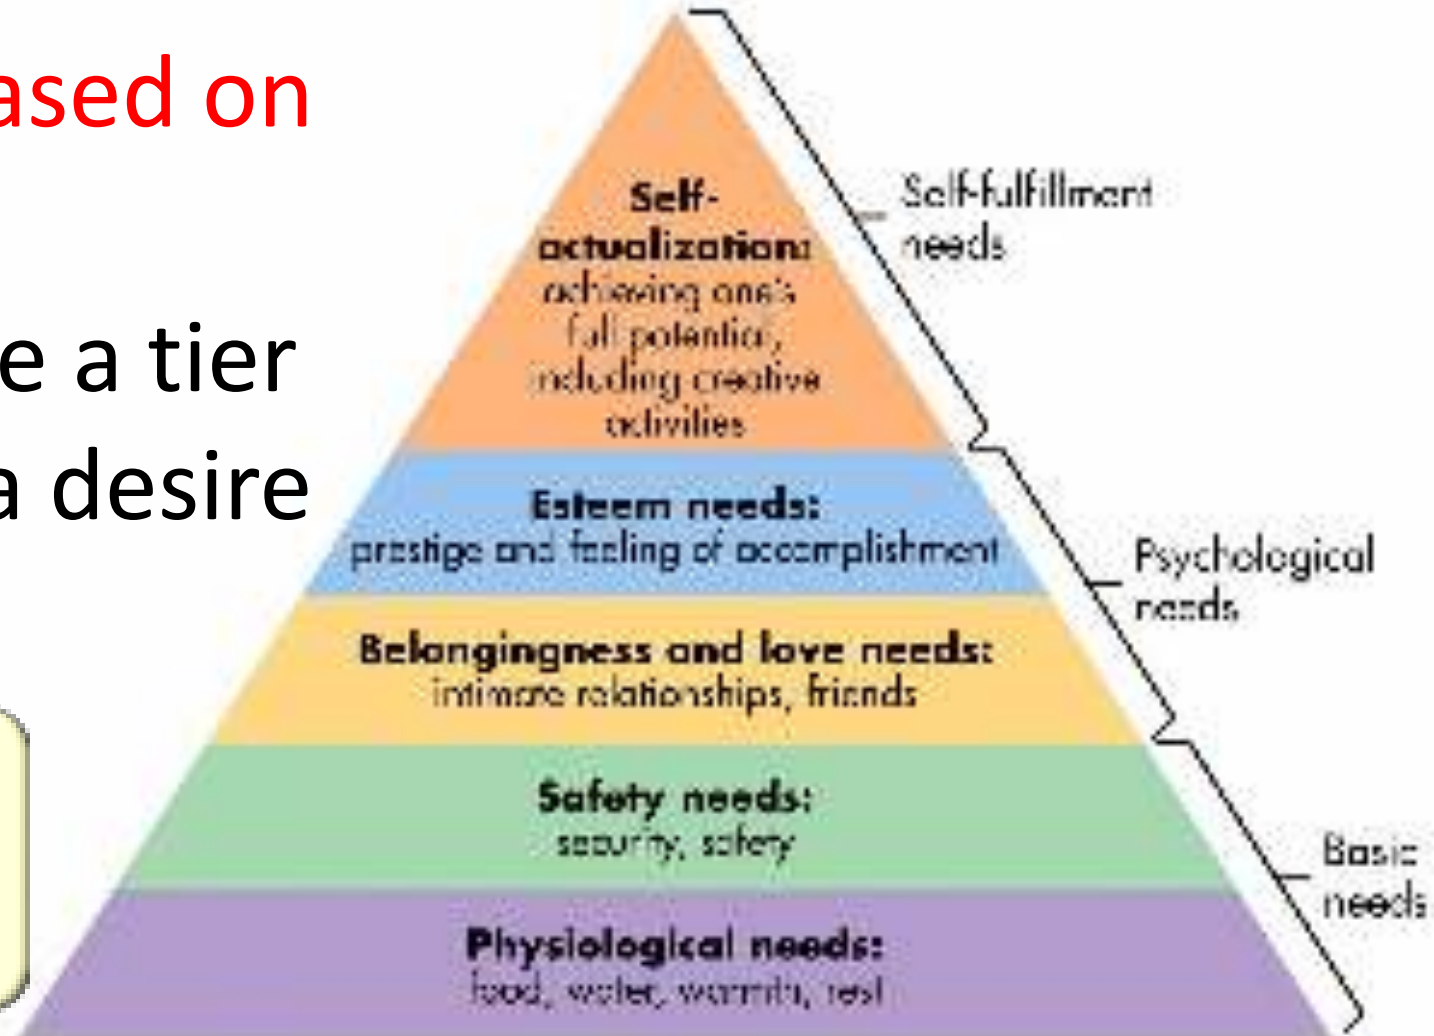 ased on
e a tier
a desire
Self-
actualization:
achieving one's
full potential,
including creative
activities
Esteem needs:
prestige and feeling of accomplishment
Belongingness and love needs:
intimate relationships, friends
Safety needs:
security, safety
Physiological needs:
food, water, warmth, rest
Self-fulfillment
needs
Psychological
needs
Basic
needs